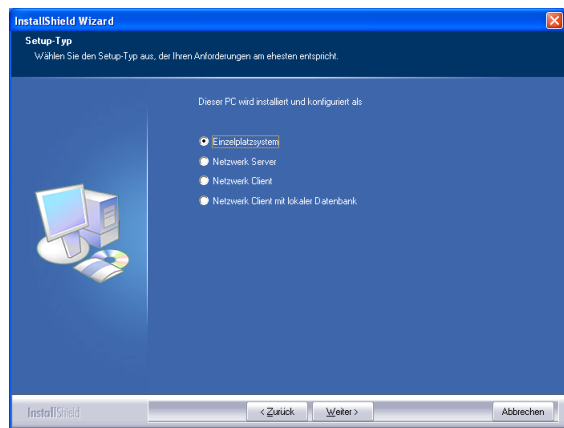 InstallShield Wizard
Setup-Typ
Wählen Sie den Setup-Typ aus, der Ihren Anforderungen am ehesten entspricht.
Dieser PC wird installiert und konfiguriert als
Einzelplatzsystem
Netzwerk Server
Netzwerk Client
Netzwerk Client mit lokaler Datenbank
InstallShield
< Zurück Weiter > Abbrechen